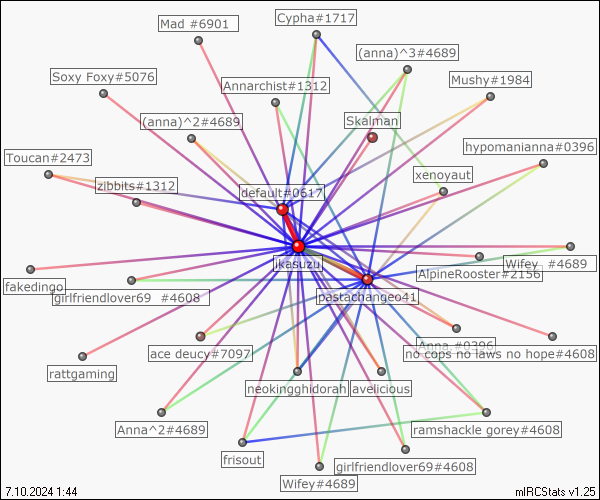 Cypha#1717
Mad #6901
(anna)^3#4689
Soxy Foxy#5076
Mushy#1984
Annarchist#1312
(anna)^2#4689
Skalman
hypomanianna#0396
Toucan#2473
xenoyaut
zibbits#1312
default#0617
jkasuzu
Wifey_ #4689
AlpineRooster#2156
fakedingo
girlfriendlover69 #4608
pastachangeo41
Anna.#0396
ace deucy#7097
no cops no laws no hope#4608
rattgaming
neokingghidorah
avelicious
Anna^2#4689
ramshackle gorey#4608
frisout
girlfriendlover69#4608
Wifey#4689
7.10.2024 1:44
mIRCStats v1.25